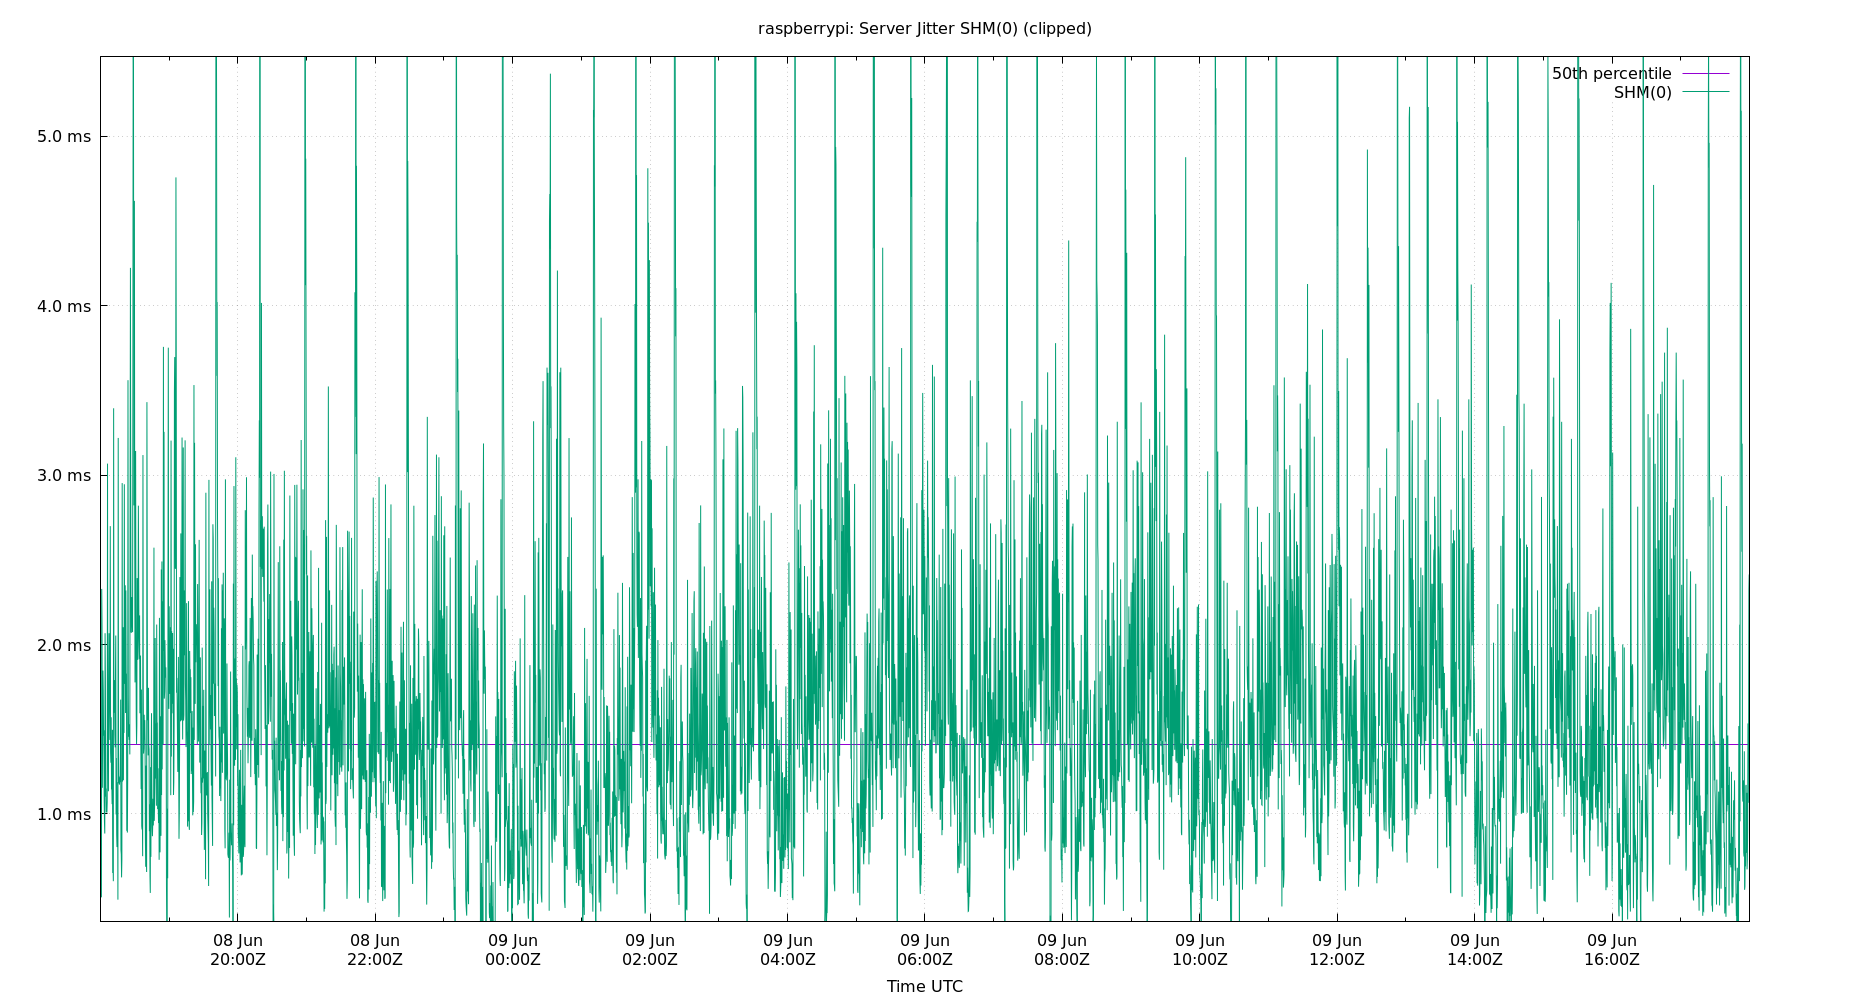 raspberrypi: Server Jitter SHM(0) (clipped)
50th percentile
SHM(0)
5.0 ms
4.0 ms
3.0 ms
2.0 ms
1.0 ms
08 Jun 08 Jun 09 Jun 09 Jun 09 Jun 09 Jun 09 Jun 09 Jun 09 Jun 09 Jun 09 Jun
20:00Z 22:00Z 00:00Z 02:00Z 04:00Z 06:00Z 08:00Z 10:00Z 12:00Z 14:00Z 16:00Z
Time UTC